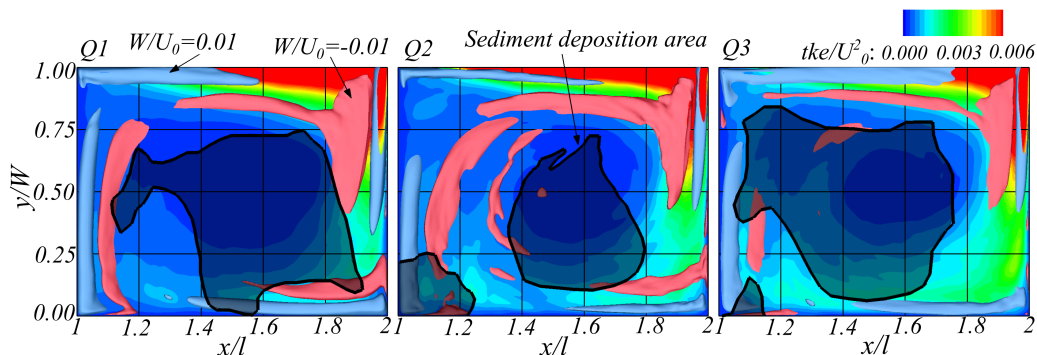 Q1 W/U₀=0.01 W/U₀=-0.01 Q2 Sediment deposition area Q3 tke/U²₀: 0.000 0.003 0.006
1.00
0.75
0.50
0.25
0.00
y/W
1 1.2 1.4 1.6 1.8 2
1 1.2 1.4 1.6 1.8 2
1 1.2 1.4 1.6 1.8 2
x/l x/l x/l